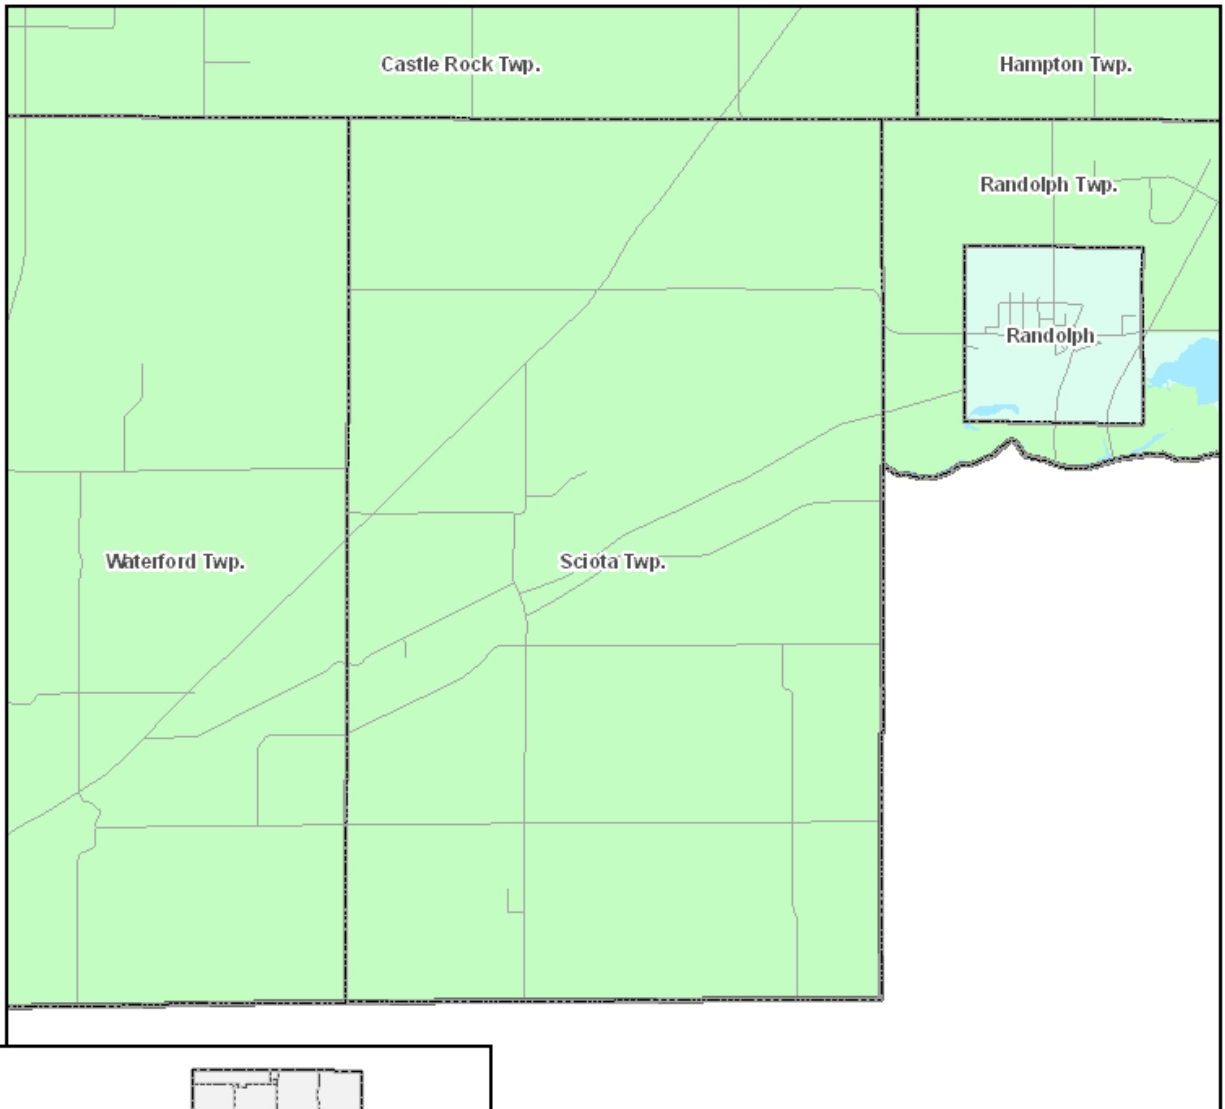 Castle Rock Twp.
Hampton Twp.
Randolph Twp.
Randolph
Waterford Twp.
Sciota Twp.